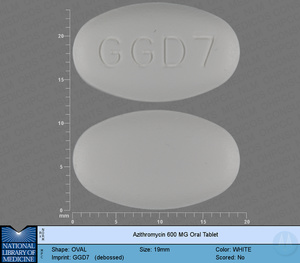 20
15
10
5
0
mm
GGD7
0
5
10
15
20
NATIONAL
LIBRARY OF
MEDICINE
Azithromycin 600 MG Oral Tablet
Shape: OVAL
Size: 19mm
Color: WHITE
Imprint: GGD7 (debossed)
Scored: No